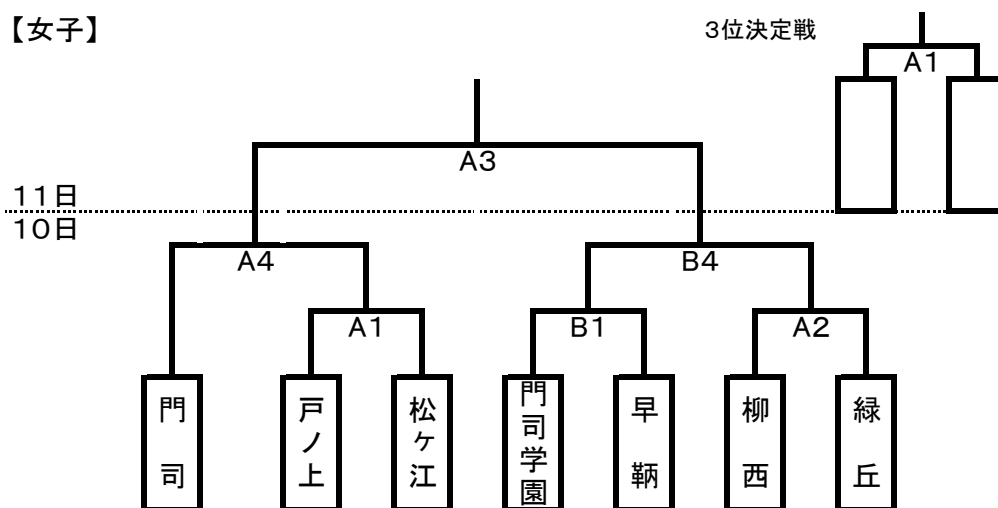 【女子】
3位決定戦
A1
A3
11日
10日
A4
B4
A1
B1
A2
門司
戸ノ上
松ヶ江
門司学園
早鞆
柳西
緑丘